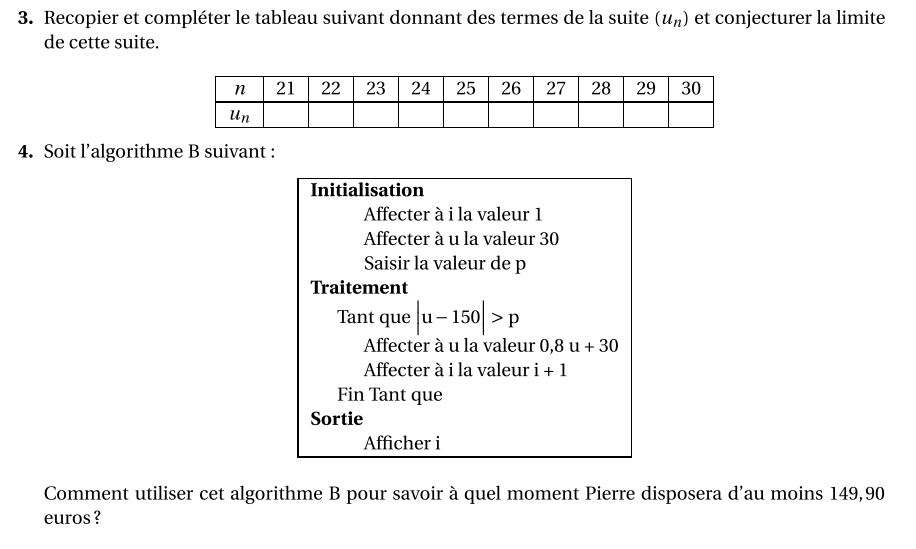 3. Recopier et compléter le tableau suivant donnant des termes de la suite (uₙ) et conjecturer la limite
de cette suite.
n 21 22 23 24 25 26 27 28 29 30
uₙ
4. Soit l'algorithme B suivant :
Initialisation
Affecter à i la valeur 1
Affecter à u la valeur 30
Saisir la valeur de p
Traitement
Tant que |u − 150| > p
Affecter à u la valeur 0,8 u + 30
Affecter à i la valeur i + 1
Fin Tant que
Sortie
Afficher i
Comment utiliser cet algorithme B pour savoir à quel moment Pierre disposera d'au moins 149,90
euros ?